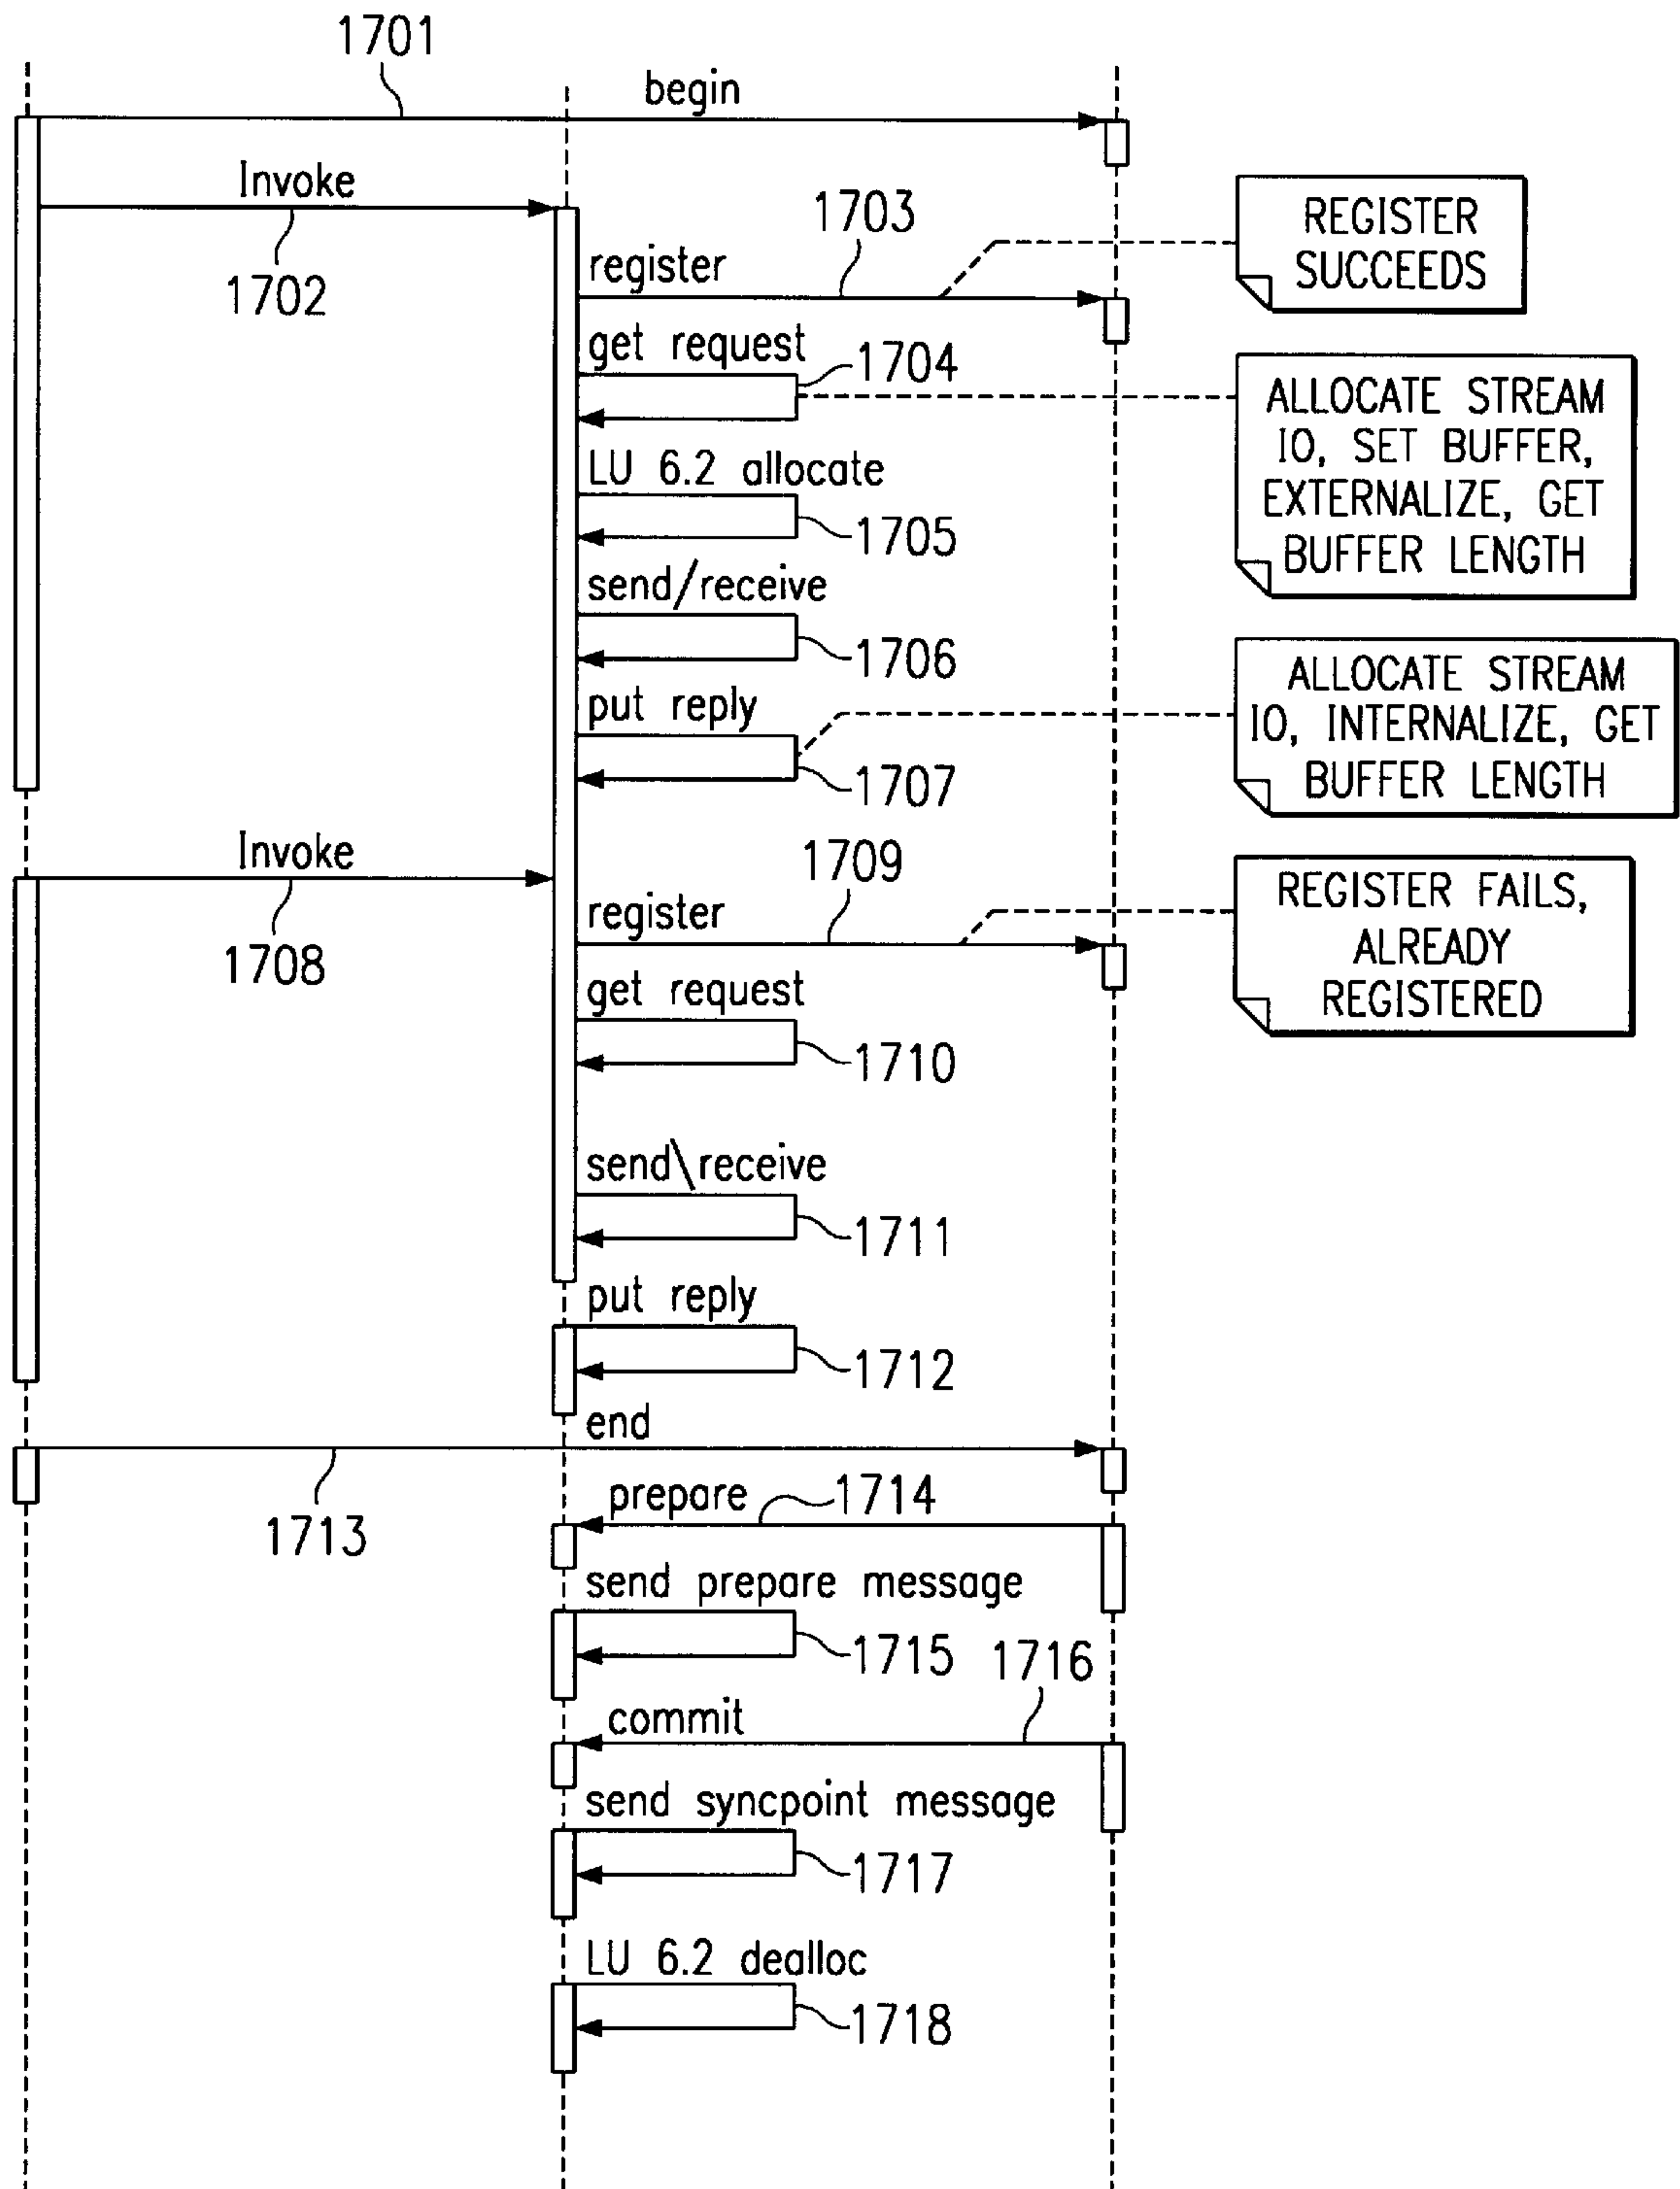 1701
begin
Invoke
1702
1703
register
REGISTER
SUCCEEDS
get request
1704
ALLOCATE STREAM
IO, SET BUFFER,
EXTERNALIZE, GET
BUFFER LENGTH
LU 6.2 allocate
1705
send/receive
1706
put reply
1707
ALLOCATE STREAM
IO, INTERNALIZE, GET
BUFFER LENGTH
Invoke
1708
1709
register
REGISTER FAILS,
ALREADY
REGISTERED
get request
1710
send\receive
1711
put reply
1712
end
1713
prepare
1714
send prepare message
1715
1716
commit
send syncpoint message
1717
LU 6.2 dealloc
1718